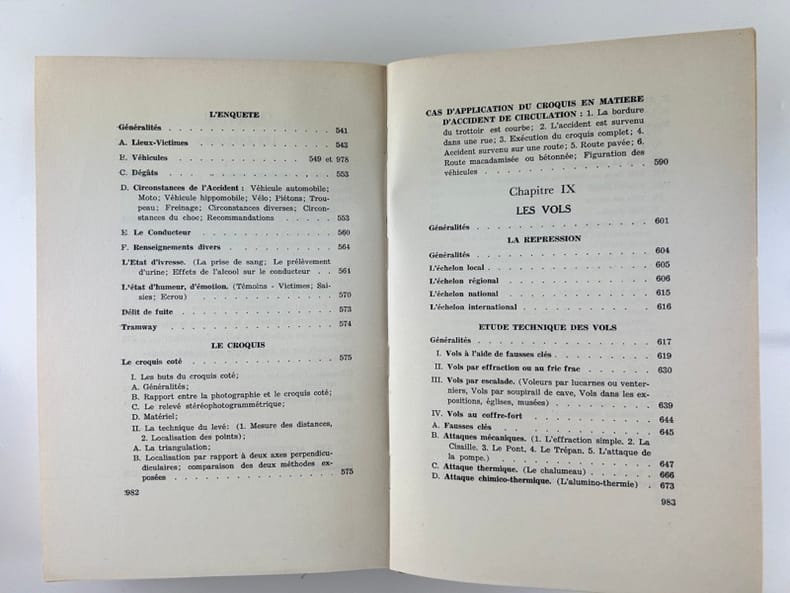 L'ENQUETE
Généralités . . . . . . . . . . . . . . . 541
A. Lieux-Victimes . . . . . . . . . . . . . 543
B. Véhicules . . . . . . . . . . . . 549 et 978
C. Dégâts . . . . . . . . . . . . . . . 553
D. Circonstances de l'Accident : Véhicule automobile;
Moto; Véhicule hippomobile; Vélo; Piétons; Trou-
peau; Freinage; Circonstances diverses; Circon-
stances du choc; Recommandations . . . . . 553
E. Le Conducteur . . . . . . . . . . . . . 560
F. Renseignements divers . . . . . . . . . . 564
L'Etat d'ivresse. (La prise de sang; Le prélèvement
d'urine; Effets de l'alcool sur le conducteur . . 561
L'état d'humeur, d'émotion. (Témoins - Victimes; Sai-
sies; Ecrou) . . . . . . . . . . . . . 570
Délit de fuite . . . . . . . . . . . . . . 573
Tramway . . . . . . . . . . . . . . . 574
LE CROQUIS
Le croquis coté . . . . . . . . . . . . . 575
I. Les buts du croquis coté;
A. Généralités;
B. Rapport entre la photographie et le croquis coté;
C. Le relevé stéréophotogrammétrique;
D. Matériel;
II. La technique du levé: (1. Mesure des distances,
2. Localisation des points);
A. La triangulation;
B. Localisation par rapport à deux axes perpendi-
diculaires; comparaison des deux méthodes ex-
posées . . . . . . . . . . . . . . . 575
982
CAS D'APPLICATION DU CROQUIS EN MATIERE
D'ACCIDENT DE CIRCULATION : 1. La bordure
du trottoir est courbe; 2. L'accident est survenu
dans une rue; 3. Exécution du croquis complet; 4.
Accident survenu sur une route; 5. Route pavée; 6.
Route macadamisée ou bétonnée; Figuration des
véhicules . . . . . . . . . . . . . . 590
Chapitre IX
LES VOLS
Généralités . . . . . . . . . . . . . . . 601
LA REPRESSION
Généralités . . . . . . . . . . . . . . . 604
L'échelon local . . . . . . . . . . . . . . 605
L'échelon régional . . . . . . . . . . . . . 606
L'échelon national . . . . . . . . . . . . . 615
L'échelon international . . . . . . . . . . . 616
ETUDE TECHNIQUE DES VOLS
Généralités . . . . . . . . . . . . . . . 617
I. Vols à l'aide de fausses clés . . . . . . . . 619
II. Vols par effraction ou au fric frac . . . . . . 630
III. Vols par escalade. (Voleurs par lucarnes ou venter-
niers, Vols par soupirail de cave, Vols dans les ex-
positions, églises, musées) . . . . . . . . . 639
IV. Vols au coffre-fort . . . . . . . . . . . 644
A. Fausses clés . . . . . . . . . . . . . 645
B. Attaques mécaniques. (1. L'effraction simple. 2. La
Cisaille. 3. Le Pont. 4. Le Trépan. 5. L'attaque de
la pompe.) . . . . . . . . . . . . . . 647
C. Attaque thermique. (Le chalumeau) . . . . . . 666
D. Attaque chimico-thermique. (L'alumino-thermie) . 673
983